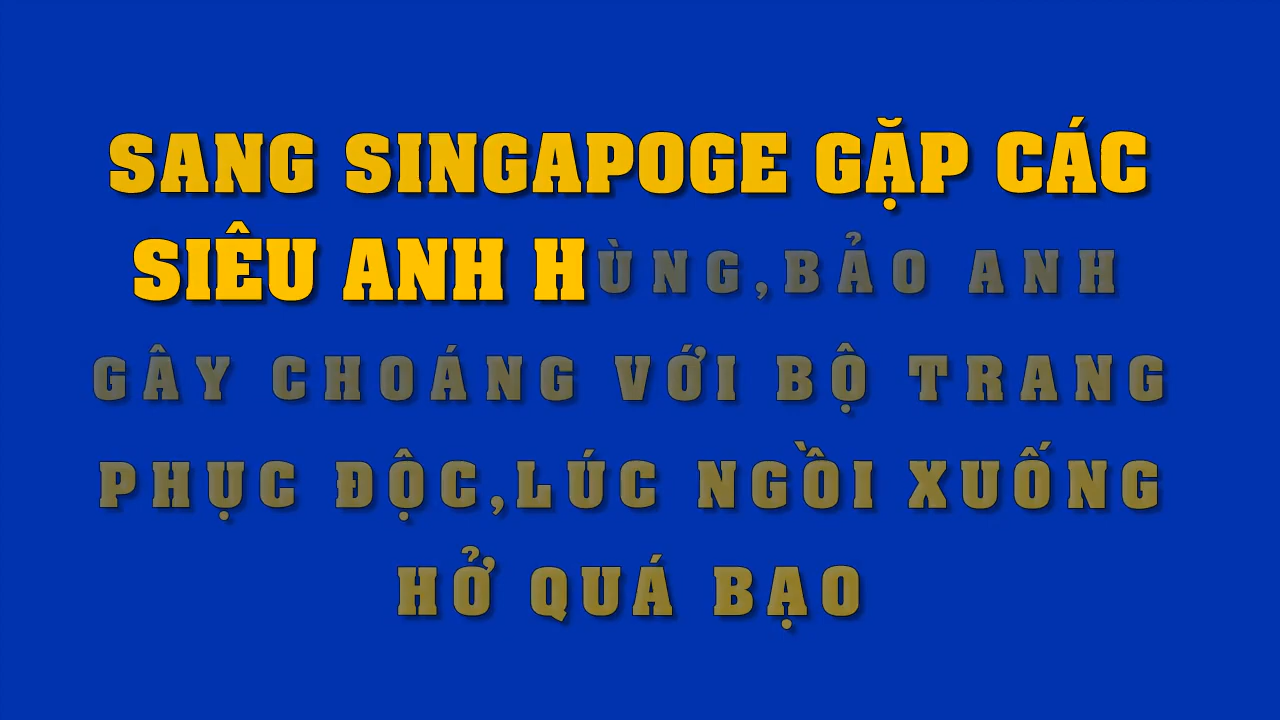 SANG SINGAPOGE GẶP CÁC
SIÊU ANH HÙNG,BẢO ANH
GÂY CHOÁNG VỚI BỘ TRANG
PHỤC ĐỘC,LÚC NGỒI XUỐNG
HỞ QUÁ BẠO